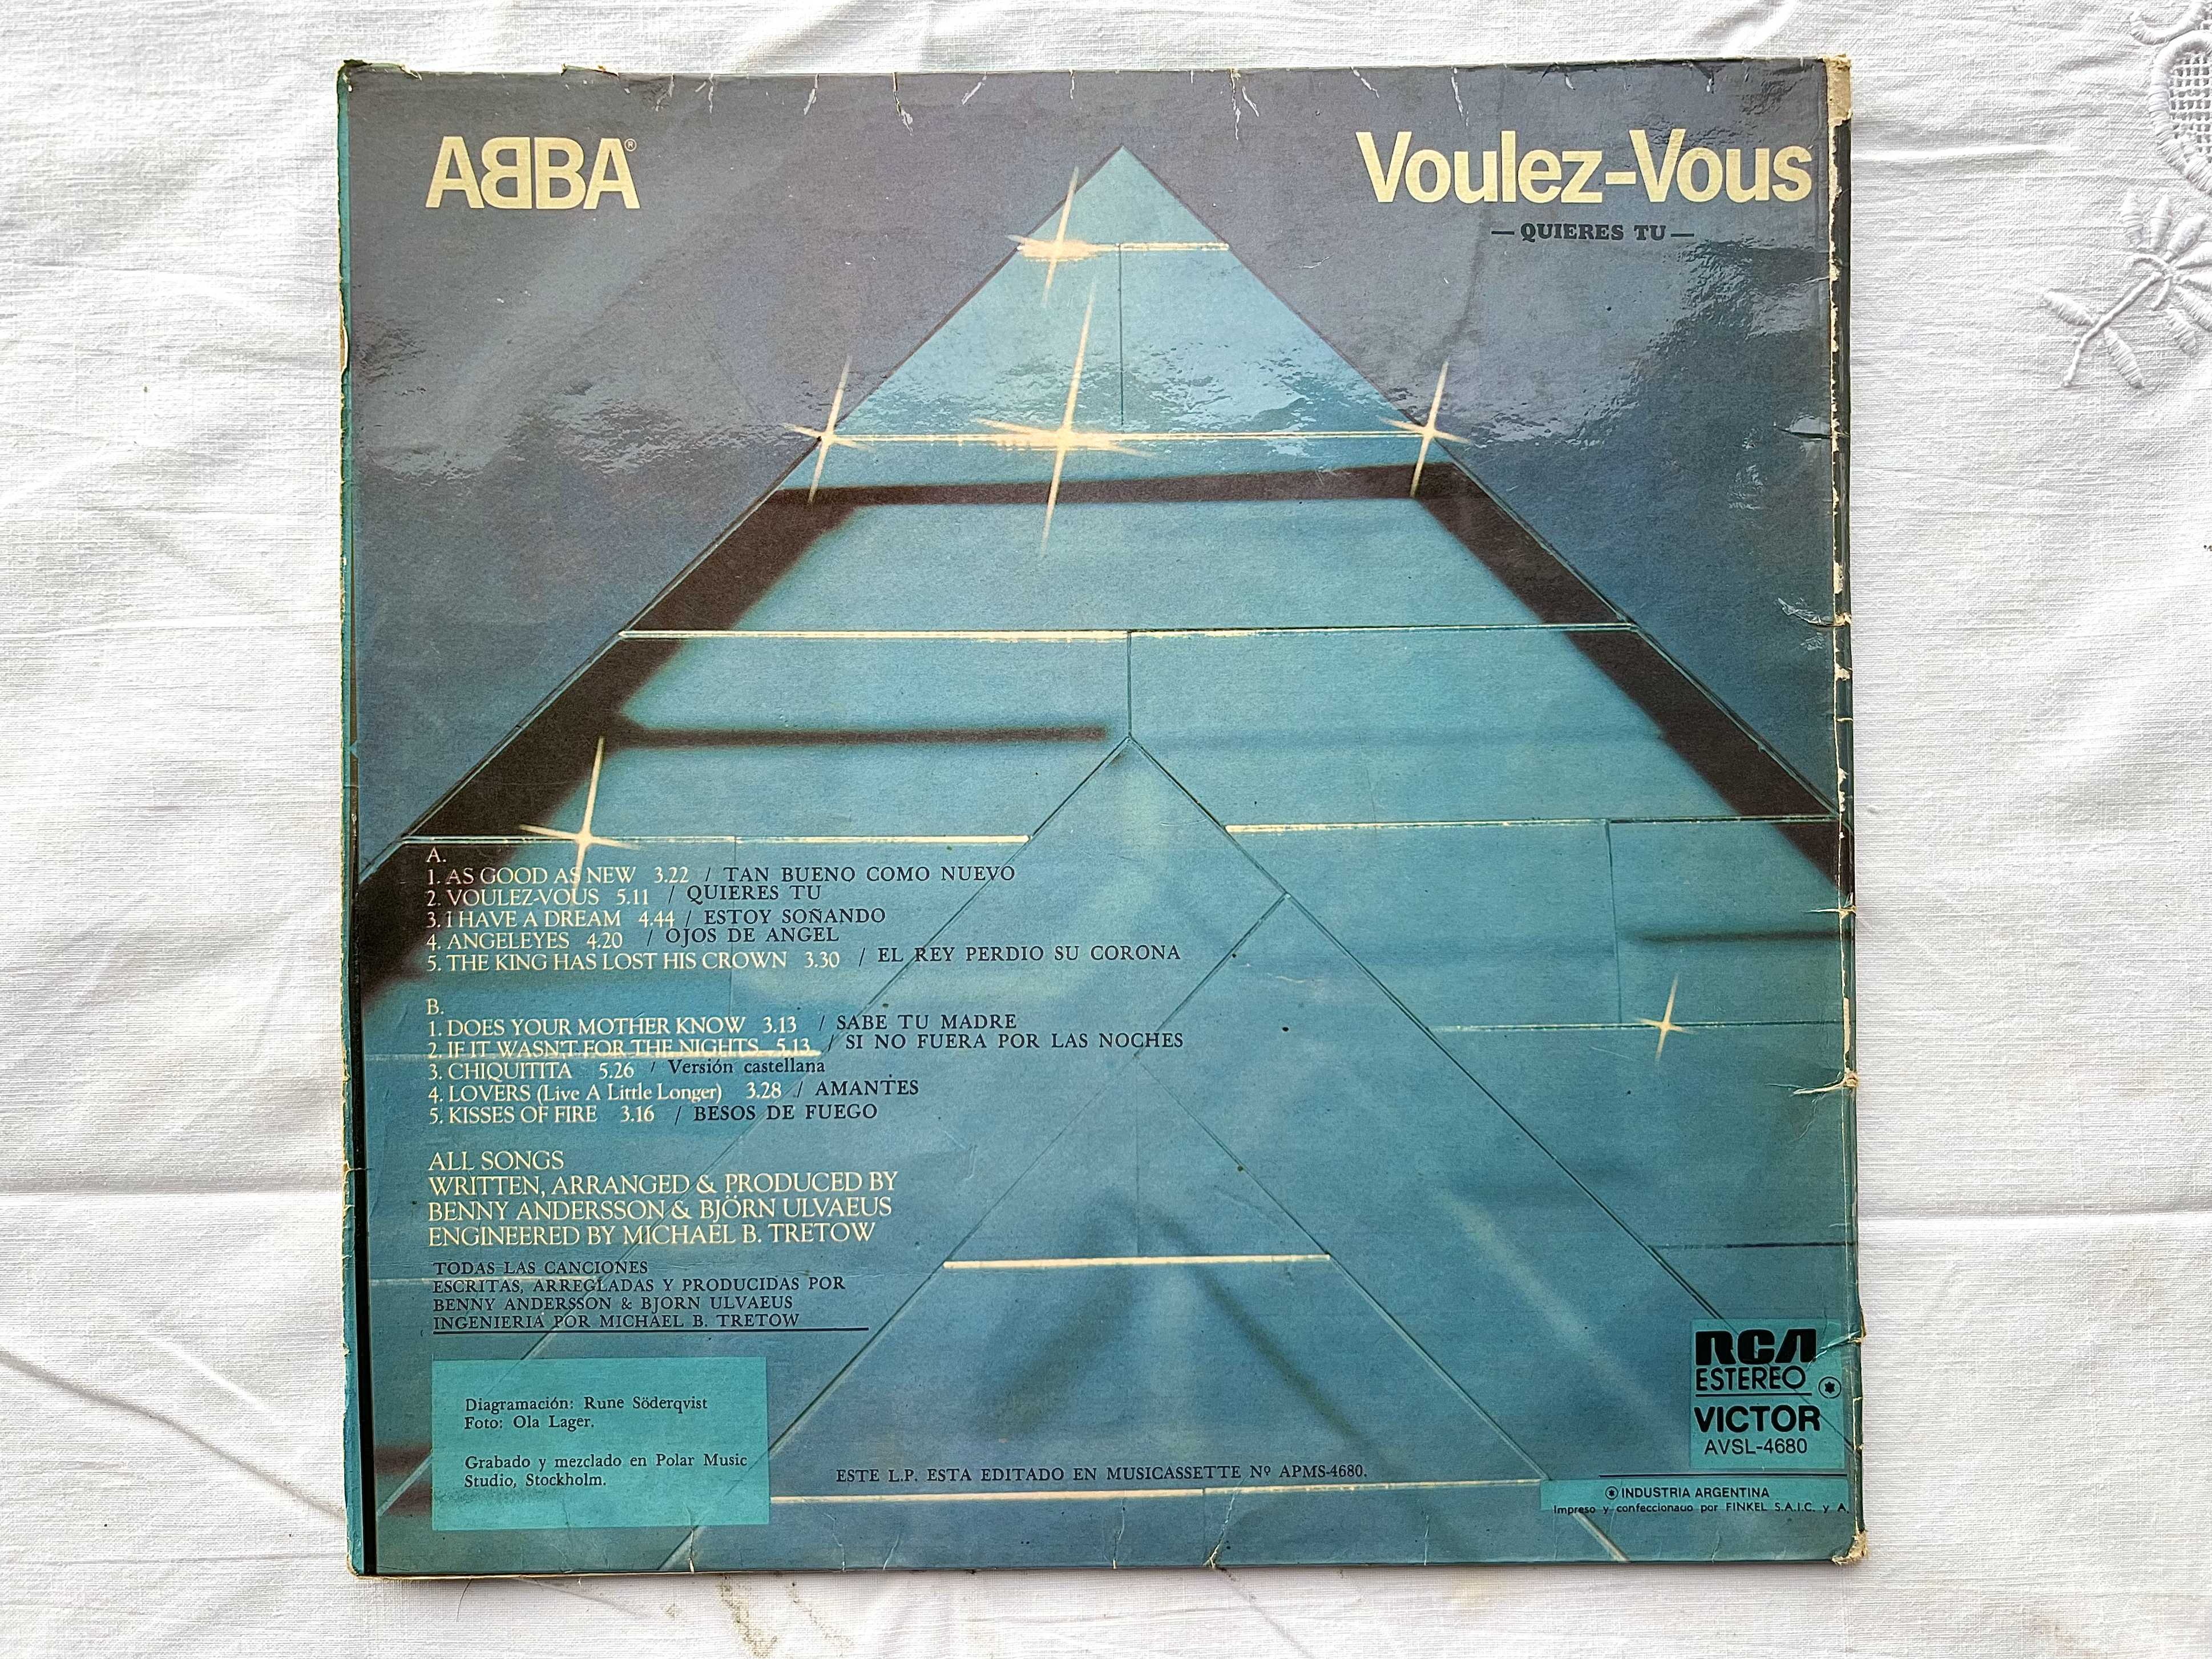 ABBA®
Voulez-Vous
— QUIERES TU —
A.
1. AS GOOD AS NEW 3.22 / TAN BUENO COMO NUEVO
2. VOULEZ-VOUS 5.11 / QUIERES TU
3. I HAVE A DREAM 4.44 / ESTOY SOÑANDO
4. ANGELEYES 4.20 / OJOS DE ANGEL
5. THE KING HAS LOST HIS CROWN 3.30 / EL REY PERDIO SU CORONA
B.
1. DOES YOUR MOTHER KNOW 3.13 / SABE TU MADRE
2. IF IT WASN'T FOR THE NIGHTS 5.13 / SI NO FUERA POR LAS NOCHES
3. CHIQUITITA 5.26 / Versión castellana
4. LOVERS (Live A Little Longer) 3.28 / AMANTES
5. KISSES OF FIRE 3.16 / BESOS DE FUEGO
ALL SONGS
WRITTEN, ARRANGED & PRODUCED BY
BENNY ANDERSSON & BJÖRN ULVAEUS
ENGINEERED BY MICHAEL B. TRETOW
TODAS LAS CANCIONES
ESCRITAS, ARREGLADAS Y PRODUCIDAS POR
BENNY ANDERSSON & BJORN ULVAEUS
INGENIERIA POR MICHAEL B. TRETOW
Diagramación: Rune Söderqvist
Foto: Ola Lager.
Grabado y mezclado en Polar Music
Studio, Stockholm.
ESTE L.P. ESTA EDITADO EN MUSICASSETTE Nº APMS-4680.
RCA
ESTEREO
VICTOR
AVSL-4680
INDUSTRIA ARGENTINA
Impreso y confeccionado por FINKEL S.A.I.C. y A.